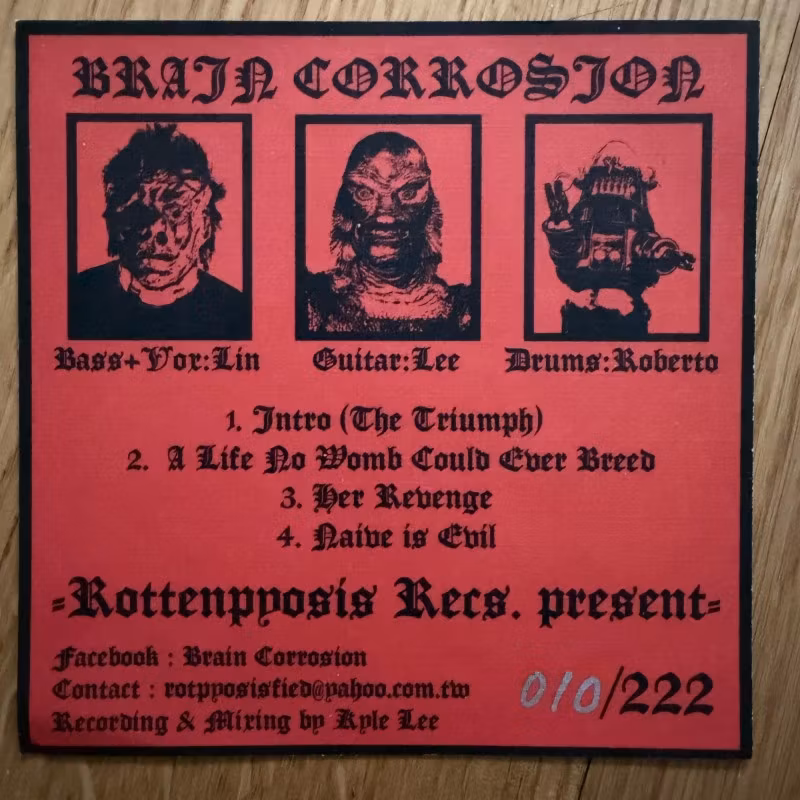 BRAIN CORROSION
Bass+Vox:Lin
Guitar:Lee
Drums:Roberto
1. Intro (The Triumph)
2. A Life No Womb Could Ever Breed
3. Her Revenge
4. Naive is Evil
=Rottenpyosis Recs. present=
Facebook : Brain Corrosion
Contact : rotpyosisfied@yahoo.com.tw
Recording & Mixing by Kyle Lee
010/222